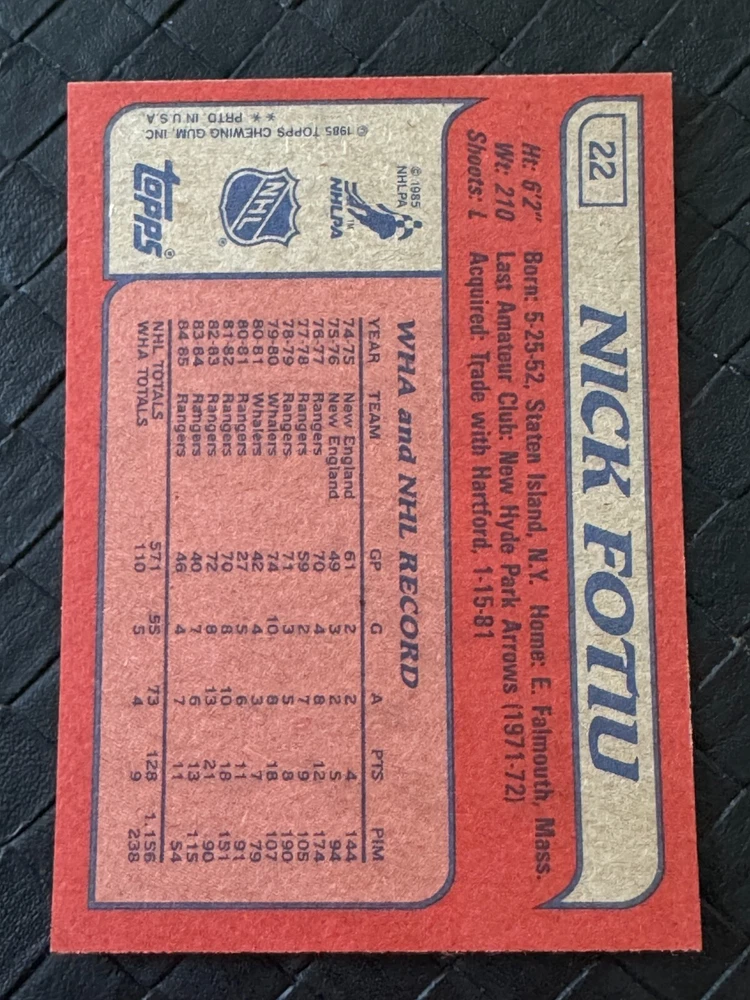 22
NICK FOTIU
Ht: 6'2" Born: 5-25-52, Staten Island, N.Y. Home: E. Falmouth, Mass.
Wt: 210 Last Amateur Club: New Hyde Park Arrows (1971-72)
Shoots: L Acquired: Trade with Hartford, 1-15-81
© 1985
NHLPA
NHLPA™
NHL
topps®
© 1985 TOPPS CHEWING GUM, INC
** PRTD. IN U.S.A
WHA and NHL RECORD
YEAR TEAM GP G A PTS PIM
74-75 New England 61 2 2 4 144
75-76 New England 49 3 2 5 94
76-77 Rangers 70 4 8 12 174
77-78 Rangers 59 2 7 9 105
78-79 Rangers 71 3 5 8 190
79-80 Whalers 74 10 8 18 107
80-81 Whalers 42 4 3 7 79
80-81 Rangers 27 5 6 11 91
81-82 Rangers 70 8 10 18 151
82-83 Rangers 72 8 13 21 90
83-84 Rangers 40 7 6 13 115
84-85 Rangers 46 4 7 11 54
NHL TOTALS 571 55 73 128 1,156
WHA TOTALS 110 5 4 9 238